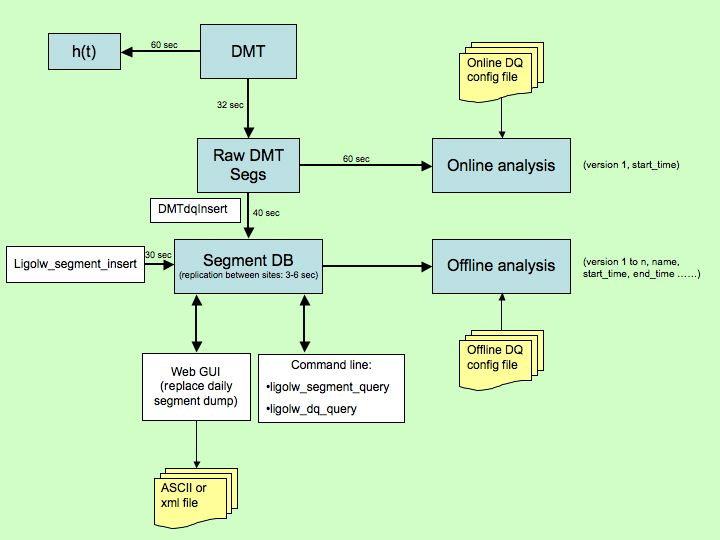 h(t)
60 sec
DMT
Online DQ
config file
32 sec
Raw DMT
Segs
60 sec
Online analysis
(version 1, start_time)
DMTdqInsert
40 sec
Ligolw_segment_insert
30 sec
Segment DB
(replication between sites: 3-6 sec)
Offline analysis
(version 1 to n, name,
start_time, end_time ......)
Web GUI
(replace daily
segment dump)
Command line:
•ligolw_segment_query
•ligolw_dq_query
Offline DQ
config file
ASCII or
xml file